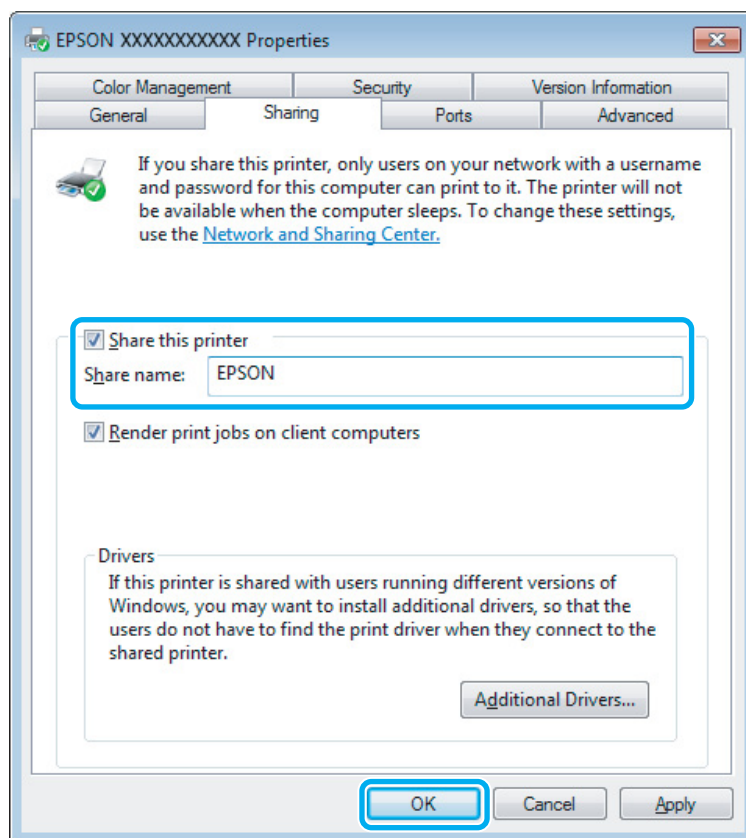 EPSON XXXXXXXXXXX Properties
Color Management Security Version Information
General Sharing Ports Advanced
If you share this printer, only users on your network with a username
and password for this computer can print to it. The printer will not
be available when the computer sleeps. To change these settings,
use the Network and Sharing Center.
Share this printer
Share name: EPSON
Render print jobs on client computers
Drivers
If this printer is shared with users running different versions of
Windows, you may want to install additional drivers, so that the
users do not have to find the print driver when they connect to the
shared printer.
Additional Drivers...
OK Cancel Apply